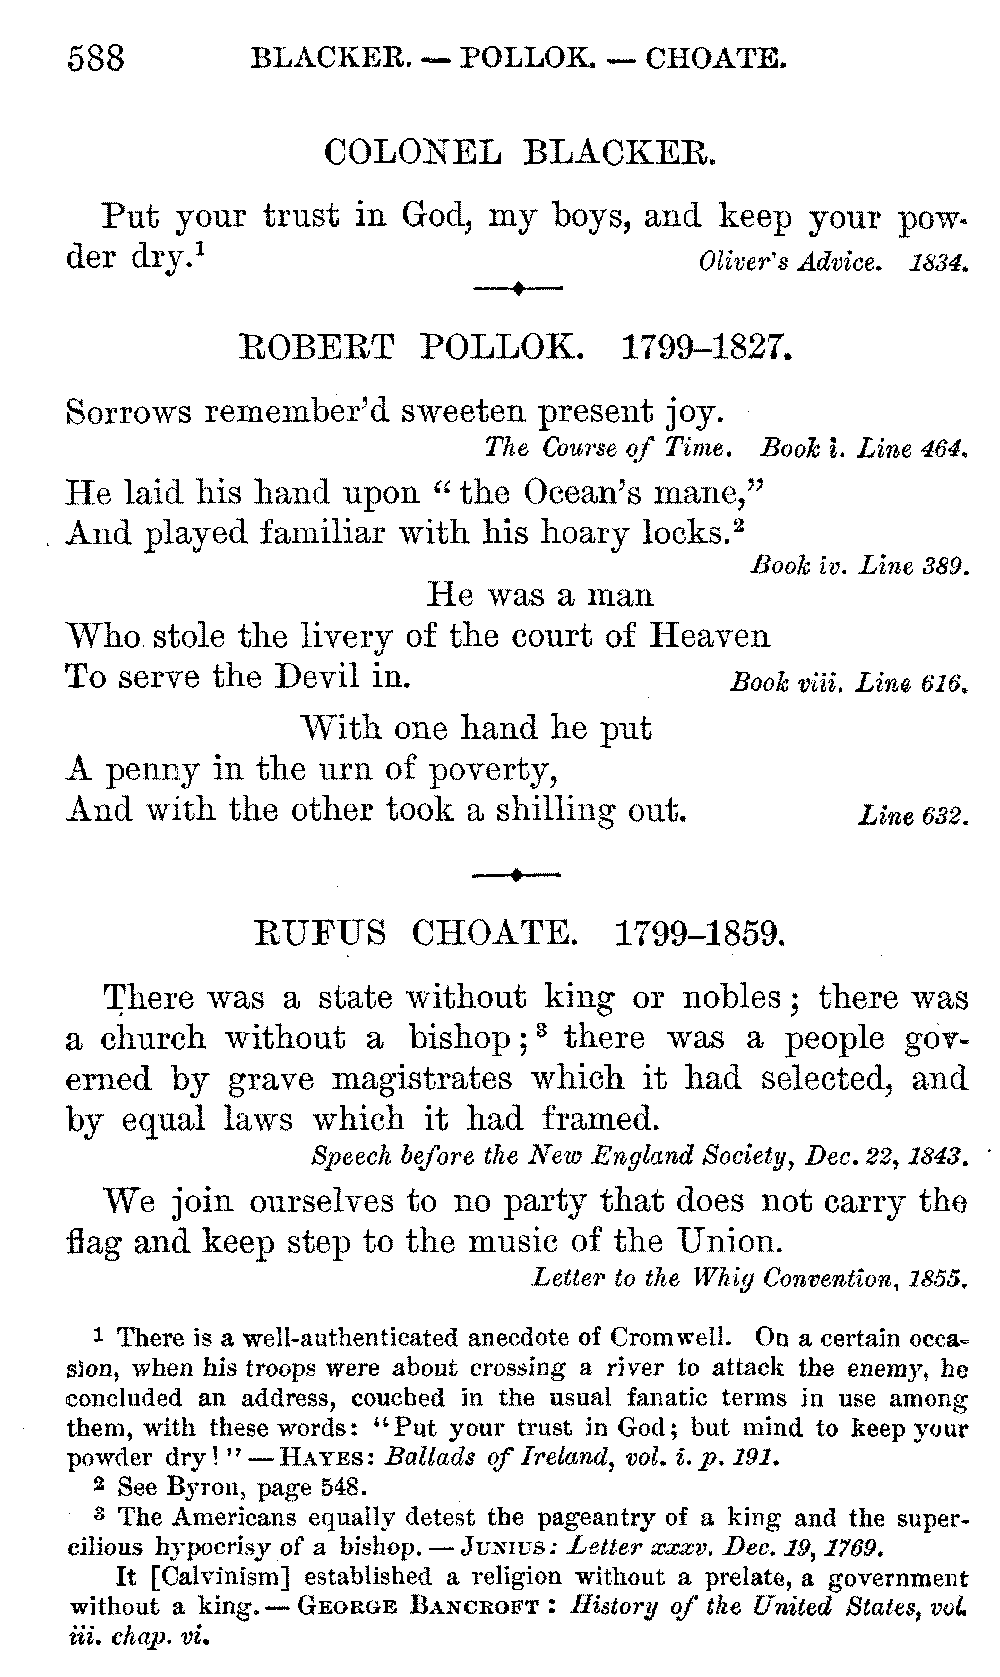 588 BLACKER. — POLLOK. — CHOATE.
COLONEL BLACKER.
Put your trust in God, my boys, and keep your pow-
der dry.¹ Oliver's Advice. 1834.
ROBERT POLLOK. 1799–1827.
Sorrows remember'd sweeten present joy.
The Course of Time. Book i. Line 464.
He laid his hand upon “the Ocean's mane,”
And played familiar with his hoary locks.²
Book iv. Line 389.
He was a man
Who stole the livery of the court of Heaven
To serve the Devil in. Book viii. Line 616.
With one hand he put
A penny in the urn of poverty,
And with the other took a shilling out. Line 632.
RUFUS CHOATE. 1799–1859.
There was a state without king or nobles; there was
a church without a bishop;³ there was a people gov-
erned by grave magistrates which it had selected, and
by equal laws which it had framed.
Speech before the New England Society, Dec. 22, 1843.
We join ourselves to no party that does not carry the
flag and keep step to the music of the Union.
Letter to the Whig Convention, 1855.
1 There is a well-authenticated anecdote of Cromwell. On a certain occa-
sion, when his troops were about crossing a river to attack the enemy, he
concluded an address, couched in the usual fanatic terms in use among
them, with these words: “Put your trust in God; but mind to keep your
powder dry!” — HAYES: Ballads of Ireland, vol. i. p. 191.
2 See Byron, page 548.
3 The Americans equally detest the pageantry of a king and the super-
cilious hypocrisy of a bishop. — JUNIUS: Letter xxxv. Dec. 19, 1769.
It [Calvinism] established a religion without a prelate, a government
without a king. — GEORGE BANCROFT: History of the United States, vol.
iii. chap. vi.